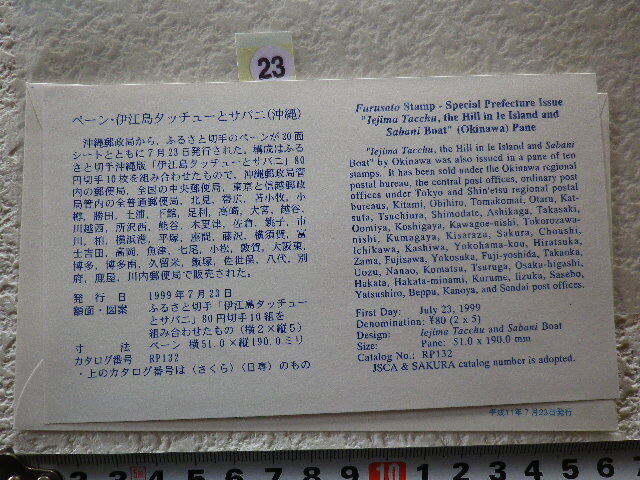 23
ペーン・伊江島タッチューとサバニ(沖縄)
沖縄郵政局から、ふるさと切手のペーンが20面
シートとともに7月23日発行された。構成はふる
さと切手沖縄版「伊江島タッチューとサバニ」80
円切手10枚を組み合わせたもので、沖縄郵政局管
内の郵便局、全国の中央郵便局、東京と信越郵政
局管内の全普通郵便局、北見、帯広、苫小牧、小
樽、勝田、土浦、下館、足利、高崎、大宮、越谷、
川越西、所沢西、熊谷、木更津、佐倉、銚子、市
川、柏、横浜港、平塚、座間、藤沢、横須賀、富
士吉田、高岡、魚津、七尾、小松、敦賀、大阪東、
博多、博多南、久留米、飯塚、佐世保、八代、別
府、鹿屋、川内郵便局で販売された。
発行日 1999年7月23日
額面・図案 ふるさと切手「伊江島タッチュー
とサバニ」80円切手10組を
組み合わせたもの(横2×縦5)
寸法 ペーン 横51.0×縦190.0ミリ
カタログ番号 RP132
・上のカタログ番号は〈さくら〉〈日専〉のもの
Furusato Stamp - Special Prefecture Issue
"Iejima Tacchu, the Hill in Ie Island and
Sabani Boat" (Okinawa) Pane
"Iejima Tacchu, the Hill in Ie Island and Sabani
Boat" by Okinawa was also issued in a pane of ten
stamps. It has been sold under the Okinawa regional
postal bureau, the central post offices, ordinary post
offices under Tokyo and Shin'etsu regional postal
bureaus, Kitami, Obihiro, Tomakomai, Otaru, Kat-
suta, Tsuchiura, Shimodate, Ashikaga, Takasaki,
Oomiya, Koshigaya, Kawagoe-nishi, Tokorozawa-
nishi, Kumagaya, Kisarazu, Sakura, Choushi,
Ichikawa, Kashiwa, Yokohama-kou, Hiratsuka,
Zama, Fujisawa, Yokosuka, Fuji-yoshida, Takaoka,
Uozu, Nanao, Komatsu, Tsuruga, Osaka-higashi,
Hakata, Hakata-minami, Kurume, Iizuka, Sasebo,
Yatsushiro, Beppu, Kanoya, and Sendai post offices.
First Day: July 23, 1999
Denomination: ¥80 (2 x 5)
Design: Iejima Tacchu and Sabani Boat
Size: Pane: 51.0 x 190.0 mm
Catalog No.: RP132
JSCA & SAKURA catalog number is adopted.
平成11年7月23日発行
2 3 4 5m 6 7 8 9 10 1 2 3 4 5